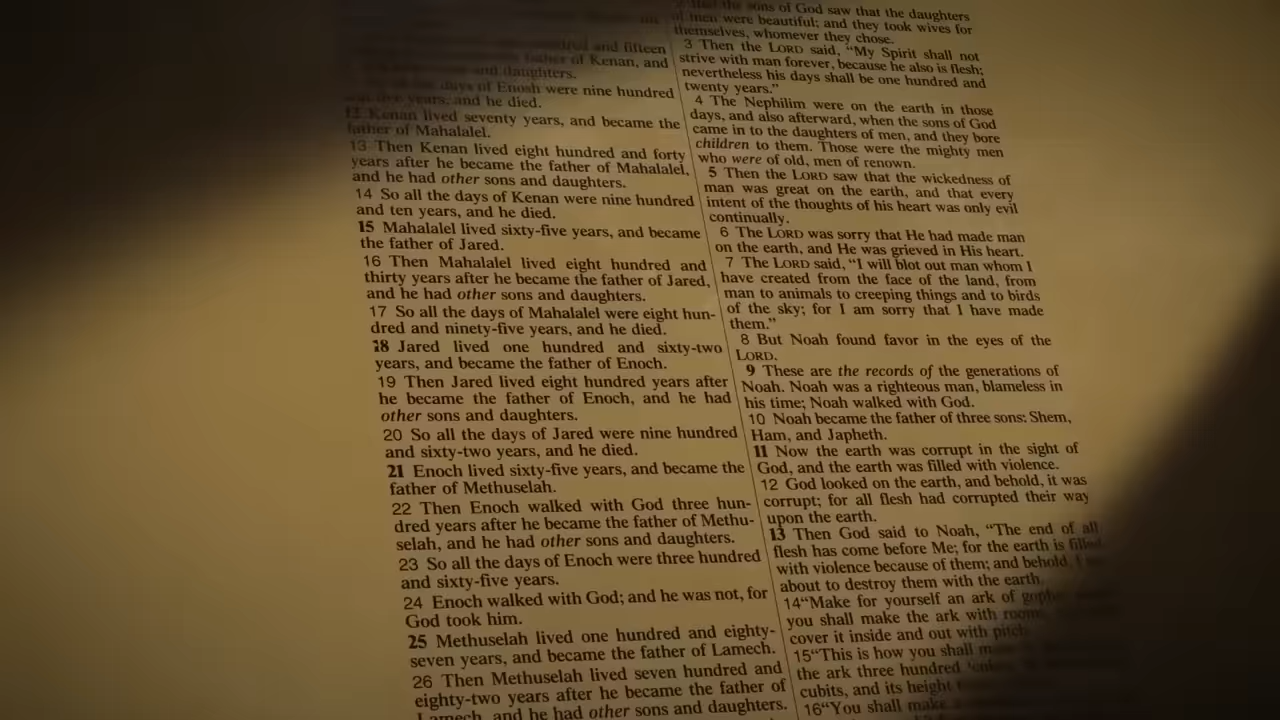 hundred and fifteen
father of Kenan, and
and daughters.
days of Enosh were nine hundred
years, and he died.
12 Kenan lived seventy years, and became the
father of Mahalalel.
13 Then Kenan lived eight hundred and forty
years after he became the father of Mahalalel,
and he had other sons and daughters.
14 So all the days of Kenan were nine hundred
and ten years, and he died.
15 Mahalalel lived sixty-five years, and became
the father of Jared.
16 Then Mahalalel lived eight hundred and
thirty years after he became the father of Jared,
and he had other sons and daughters.
17 So all the days of Mahalalel were eight hun-
dred and ninety-five years, and he died.
18 Jared lived one hundred and sixty-two
years, and became the father of Enoch.
19 Then Jared lived eight hundred years after
he became the father of Enoch, and he had
other sons and daughters.
20 So all the days of Jared were nine hundred
and sixty-two years, and he died.
21 Enoch lived sixty-five years, and became the
father of Methuselah.
22 Then Enoch walked with God three hun-
dred years after he became the father of Methu-
selah, and he had other sons and daughters.
23 So all the days of Enoch were three hundred
and sixty-five years.
24 Enoch walked with God; and he was not, for
God took him.
25 Methuselah lived one hundred and eighty-
seven years, and became the father of Lamech.
26 Then Methuselah lived seven hundred and
eighty-two years after he became the father of
Lamech, and he had other sons and daughters.
the sons of God saw that the daughters
of men were beautiful; and they took wives for
themselves, whomever they chose.
3 Then the LORD said, “My Spirit shall not
strive with man forever, because he also is flesh;
nevertheless his days shall be one hundred and
twenty years.”
4 The Nephilim were on the earth in those
days, and also afterward, when the sons of God
came in to the daughters of men, and they bore
children to them. Those were the mighty men
who were of old, men of renown.
5 Then the LORD saw that the wickedness of
man was great on the earth, and that every
intent of the thoughts of his heart was only evil
continually.
6 The LORD was sorry that He had made man
on the earth, and He was grieved in His heart.
7 The LORD said, “I will blot out man whom I
have created from the face of the land, from
man to animals to creeping things and to birds
of the sky; for I am sorry that I have made
them.”
8 But Noah found favor in the eyes of the
LORD.
9 These are the records of the generations of
Noah. Noah was a righteous man, blameless in
his time; Noah walked with God.
10 Noah became the father of three sons: Shem,
Ham, and Japheth.
11 Now the earth was corrupt in the sight of
God, and the earth was filled with violence.
12 God looked on the earth, and behold, it was
corrupt; for all flesh had corrupted their way
upon the earth.
13 Then God said to Noah, “The end of all
flesh has come before Me; for the earth is filled
with violence because of them; and behold, I
about to destroy them with the earth.
14“Make for yourself an ark of
you shall make the ark with
cover it inside and out with pitch
15“This is how you shall
the ark three hundred
cubits, and its height
16“You shall make